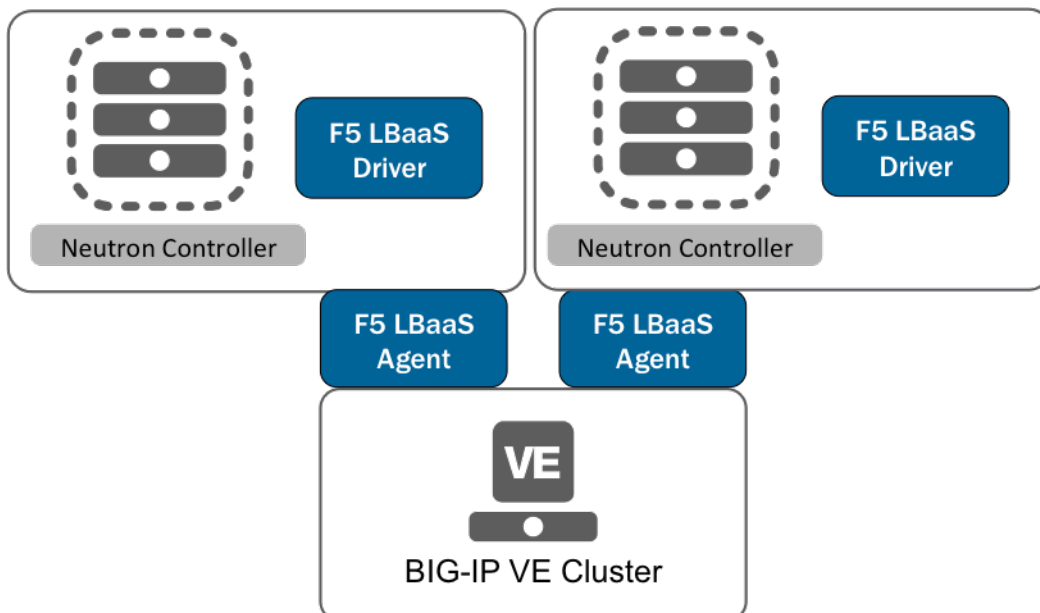 F5 LBaaS
Driver
Neutron Controller
F5 LBaaS
Driver
Neutron Controller
F5 LBaaS
Agent
F5 LBaaS
Agent
VE
BIG-IP VE Cluster